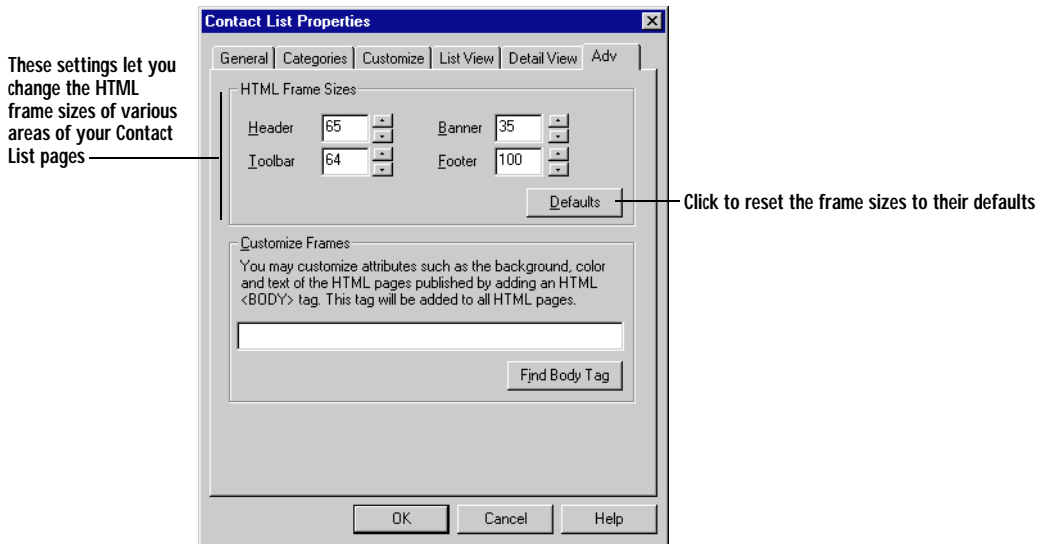 Contact List Properties
General Categories Customize List View Detail View Adv
These settings let you
change the HTML
frame sizes of various
areas of your Contact
List pages
HTML Frame Sizes
Header 65 Banner 35
Toolbar 64 Footer 100
Defaults
Click to reset the frame sizes to their defaults
Customize Frames
You may customize attributes such as the background, color
and text of the HTML pages published by adding an HTML
<BODY> tag. This tag will be added to all HTML pages.
Find Body Tag
OK Cancel Help